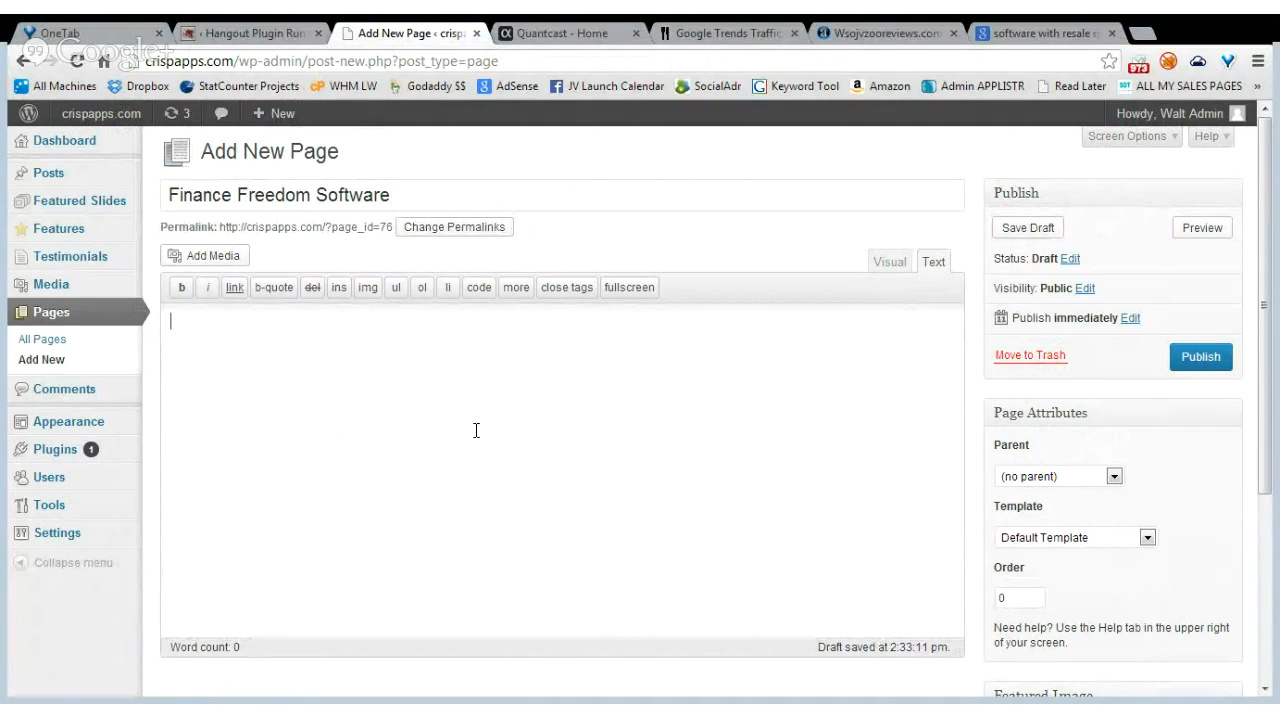 OneTab
‹ Hangout Plugin Run
Add New Page ‹ crispa
Quantcast - Home
Google Trends Traffic
Wsojvzooreviews.com
software with resale r
Google+
crispapps.com/wp-admin/post-new.php?post_type=page
973
All Machines
Dropbox
StatCounter Projects
cP WHM LW
Godaddy $$
AdSense
JV Launch Calendar
SocialAdr
Keyword Tool
Amazon
Admin APPLISTR
Read Later
ALL MY SALES PAGES
»
crispapps.com
3
+ New
Howdy, Walt Admin
Dashboard
Posts
Featured Slides
Features
Testimonials
Media
Pages
All Pages
Add New
Comments
Appearance
Plugins 1
Users
Tools
Settings
Collapse menu
Screen Options
Help
Add New Page
Finance Freedom Software
Permalink: http://crispapps.com/?page_id=76 Change Permalinks
Add Media
Visual
Text
b i link b-quote del ins img ul ol li code more close tags fullscreen
Word count: 0
Draft saved at 2:33:11 pm.
Publish
Save Draft
Preview
Status: Draft Edit
Visibility: Public Edit
Publish immediately Edit
Move to Trash
Publish
Page Attributes
Parent
(no parent)
Template
Default Template
Order
0
Need help? Use the Help tab in the upper right
of your screen.
Featured Image